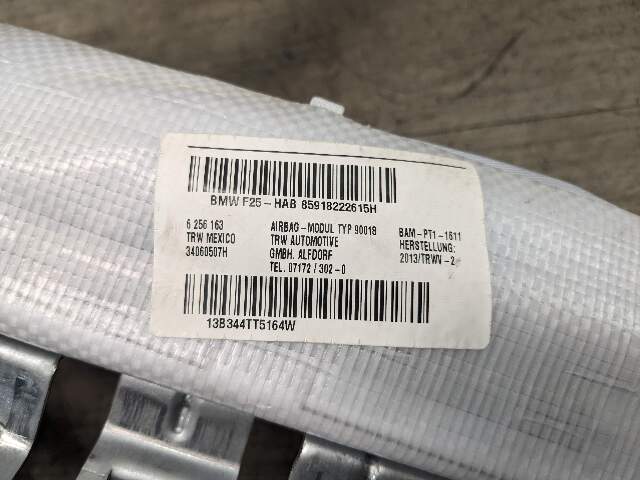 BMW F25-HAB 85918222615H
6 256 163
TRW MEXICO
34060507H
AIRBAG-MODUL TYP 90018
TRW AUTOMOTIVE
GMBH. ALFDORF
TEL. 07172 / 302-0
BAM-PT1-1611
HERSTELLUNG:
2013/TRWN-2
13B344TT5164W